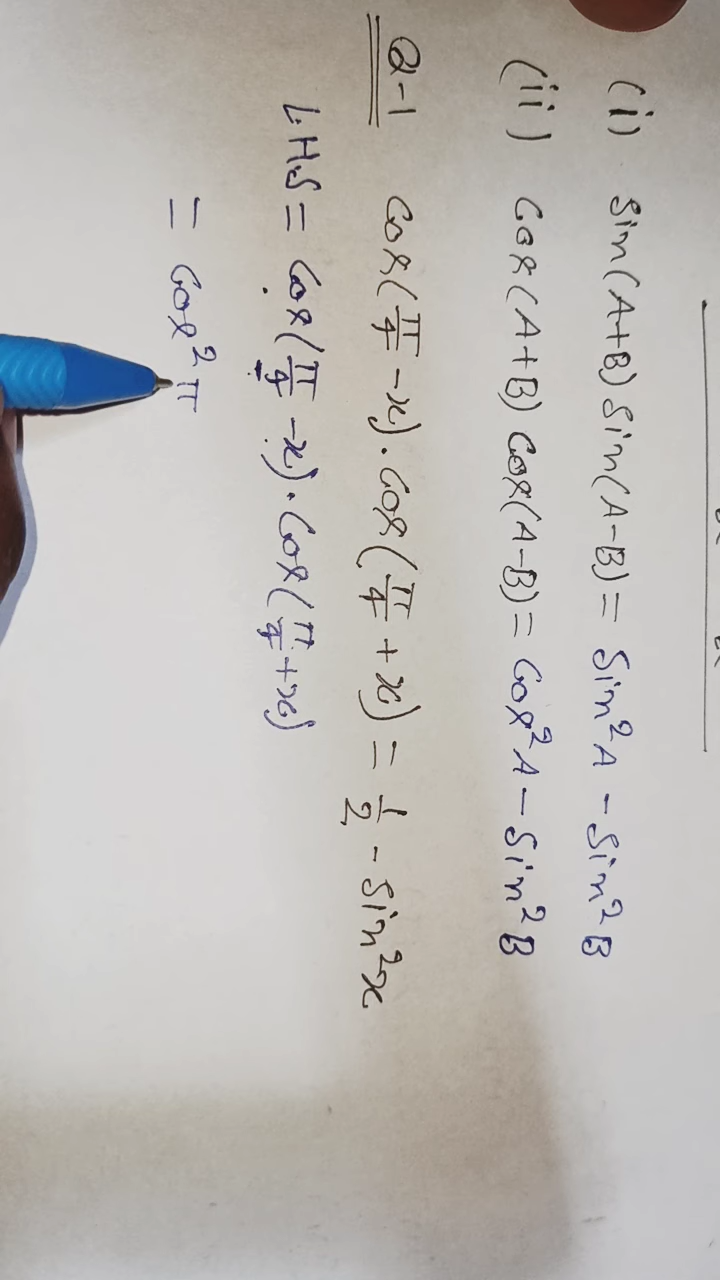 (i) Sin(A+B) Sin(A-B) = Sin²A - Sin²B
(ii) Cos(A+B) Cos(A-B) = Cos²A - Sin²B
Q-1 Cos(π/4 - x). Cos(π/4 + x) = 1/2 - Sin²x
LHS = Cos(π/4 - x). Cos(π/4 + x)
= Cos²π